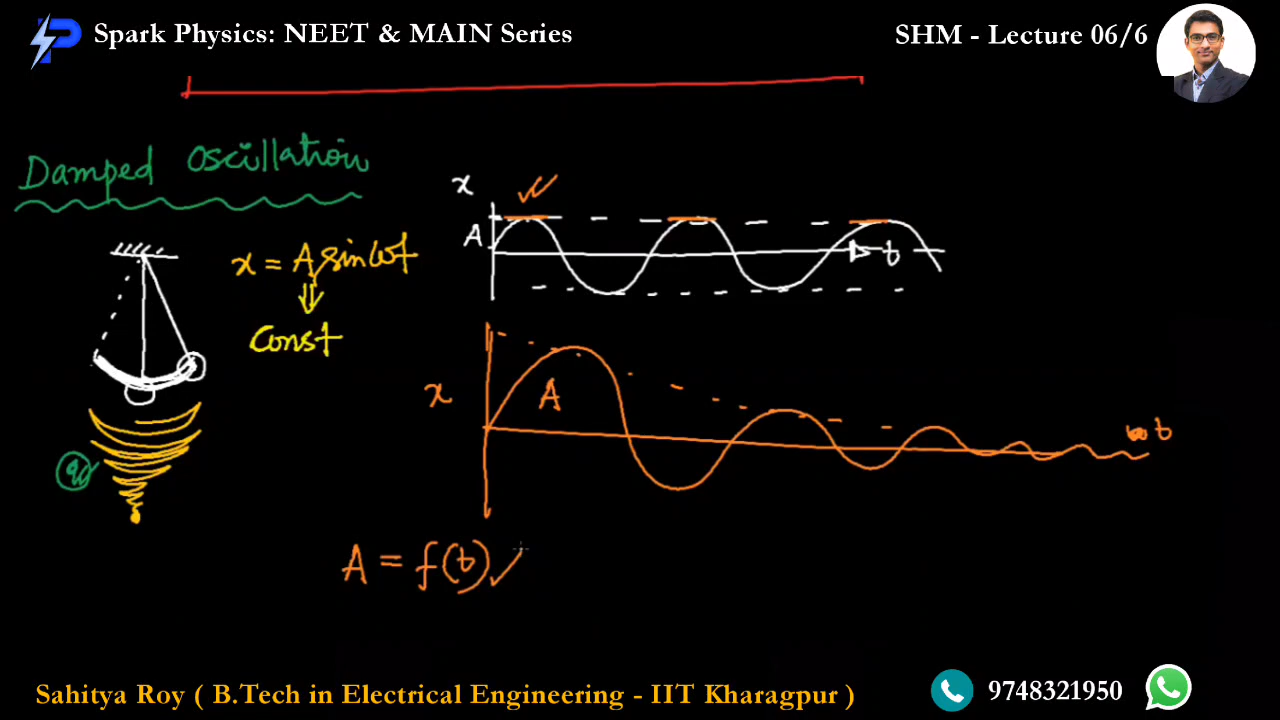 Spark Physics: NEET & MAIN Series
SHM - Lecture 06/6
Damped Oscillation
x
A
t
x = A sin ωt
Const
x
A
t
A = f(t)
Sahitya Roy ( B.Tech in Electrical Engineering - IIT Kharagpur )
9748321950